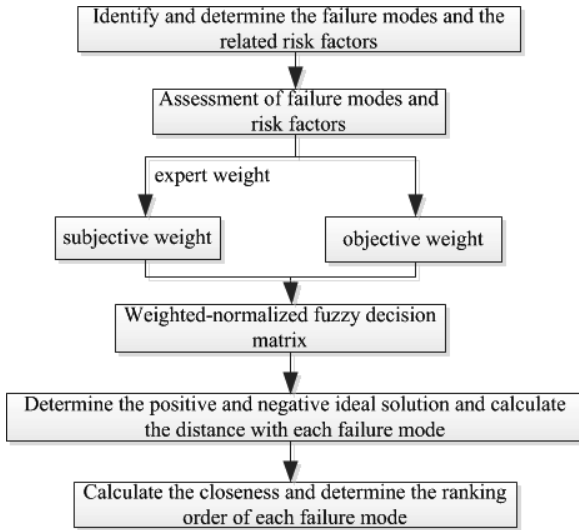 Identify and determine the failure modes and the
related risk factors
Assessment of failure modes and
risk factors
expert weight
subjective weight
objective weight
Weighted-normalized fuzzy decision
matrix
Determine the positive and negative ideal solution and calculate
the distance with each failure mode
Calculate the closeness and determine the ranking
order of each failure mode